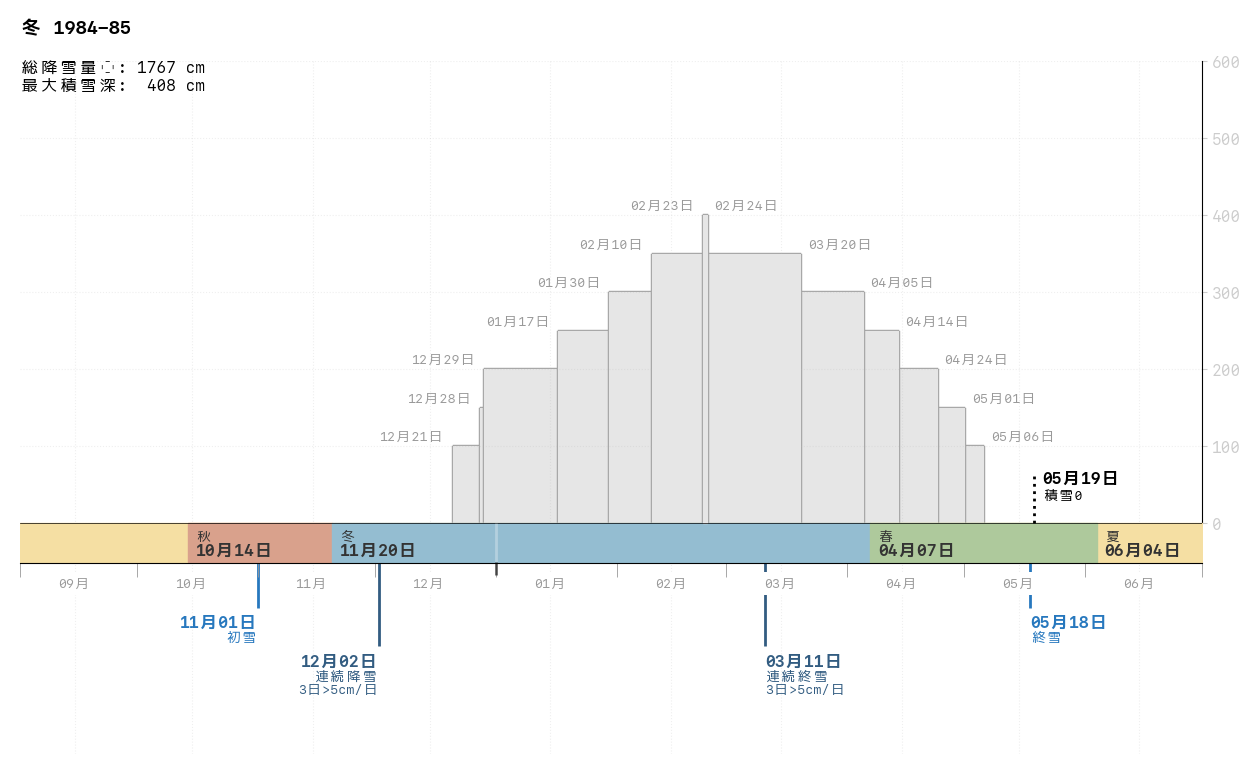 冬 1984–85
総降雪量: 1767 cm
最大積雪深: 408 cm
600
500
400
300
200
100
0
02月23日
02月24日
02月10日
03月20日
01月30日
04月05日
01月17日
04月14日
12月29日
04月24日
12月28日
05月01日
12月21日
05月06日
05月19日
積雪0
秋
10月14日
冬
11月20日
春
04月07日
夏
06月04日
09月
10月
11月
12月
01月
02月
03月
04月
05月
06月
11月01日
初雪
12月02日
連続降雪
3日>5cm/日
03月11日
連続終雪
3日>5cm/日
05月18日
終雪